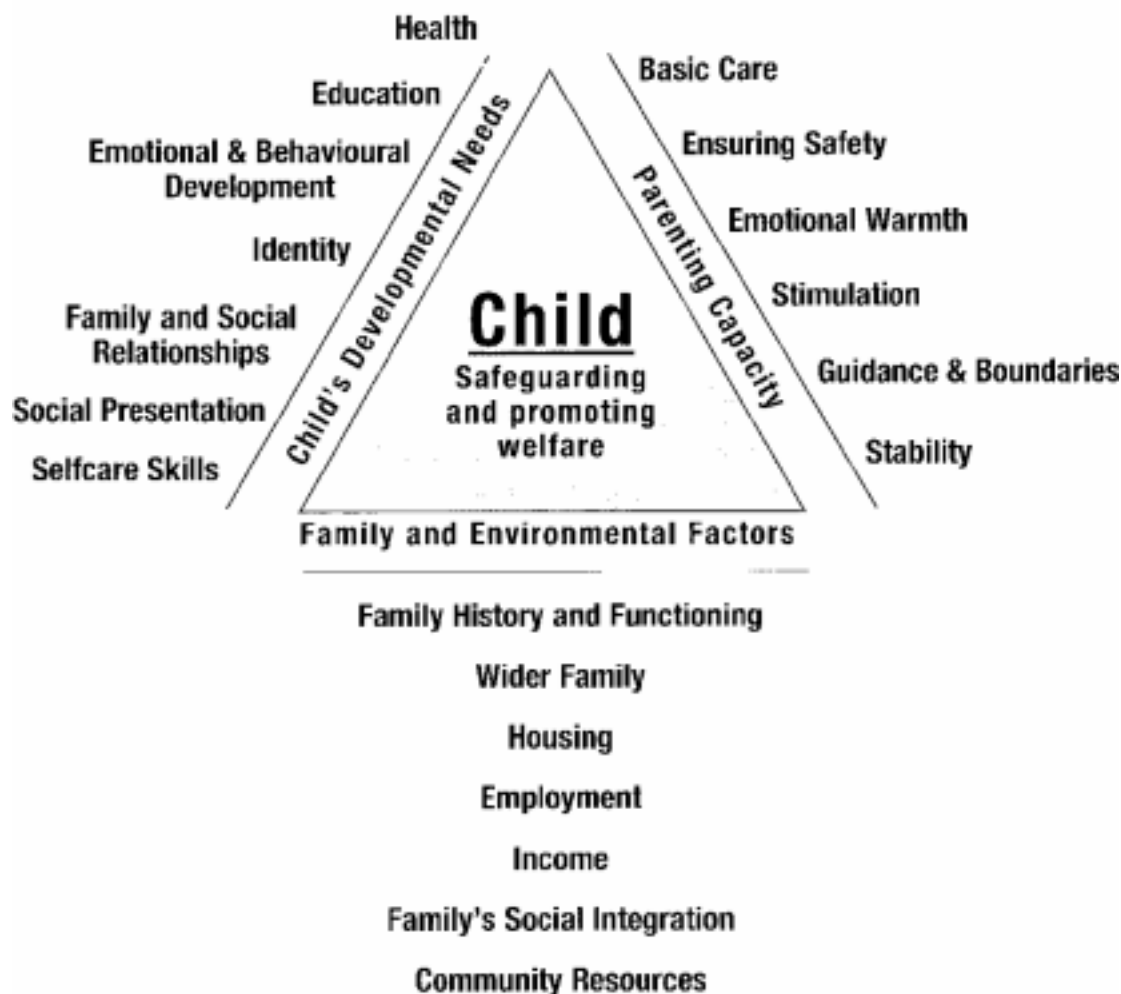 Health
Education
Emotional & Behavioural
Development
Identity
Family and Social
Relationships
Social Presentation
Selfcare Skills
Child's Developmental Needs
Child
Safeguarding
and promoting
welfare
Parenting Capacity
Basic Care
Ensuring Safety
Emotional Warmth
Stimulation
Guidance & Boundaries
Stability
Family and Environmental Factors
Family History and Functioning
Wider Family
Housing
Employment
Income
Family's Social Integration
Community Resources